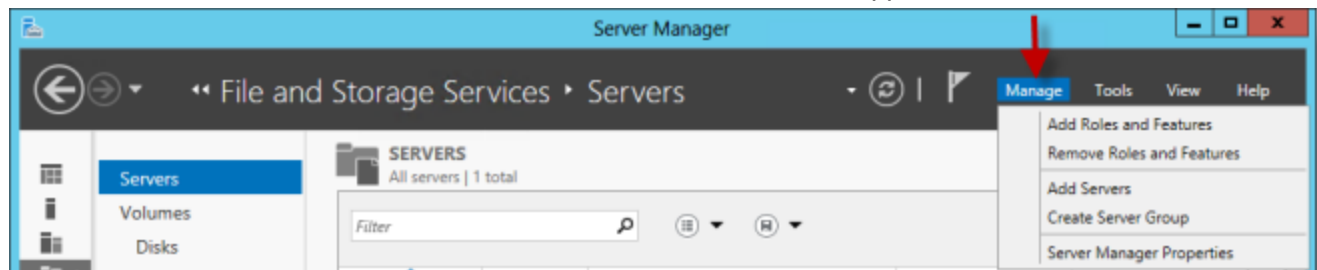 Server Manager
File and Storage Services Servers
Manage Tools View Help
Add Roles and Features
Remove Roles and Features
Add Servers
Create Server Group
Server Manager Properties
SERVERS
All servers | 1 total
Servers
Volumes
Disks
Filter